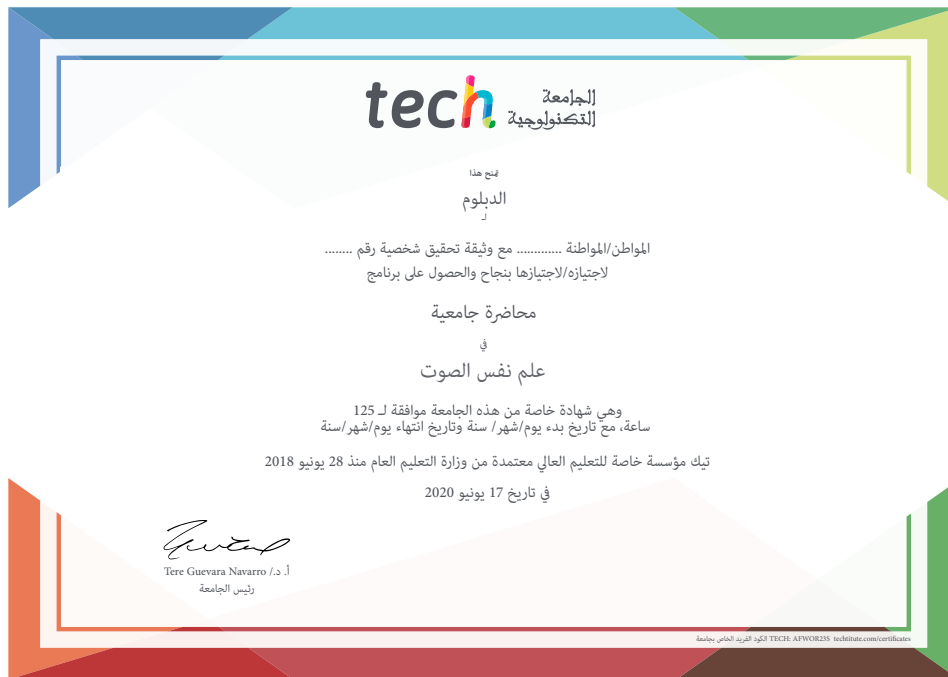 tech الجامعة
التكنولوجية
تمنح هذا
الدبلوم
لـ
المواطن/المواطنة ............. مع وثيقة تحقيق شخصية رقم ........
لاجتيازه/لاجتيازها بنجاح والحصول على برنامج
محاضرة جامعية
في
علم نفس الصوت
وهي شهادة خاصة من هذه الجامعة موافقة لـ 125
ساعة، مع تاريخ بدء يوم/شهر/ سنة وتاريخ انتهاء يوم/شهر/سنة
تيك مؤسسة خاصة للتعليم العالي معتمدة من وزارة التعليم العام منذ 28 يونيو 2018
في تاريخ 17 يونيو 2020
أ. د./ Tere Guevara Navarro
رئيس الجامعة
الكود الفريد الخاص بجامعة TECH: AFWOR23S techtitute.com/certificates